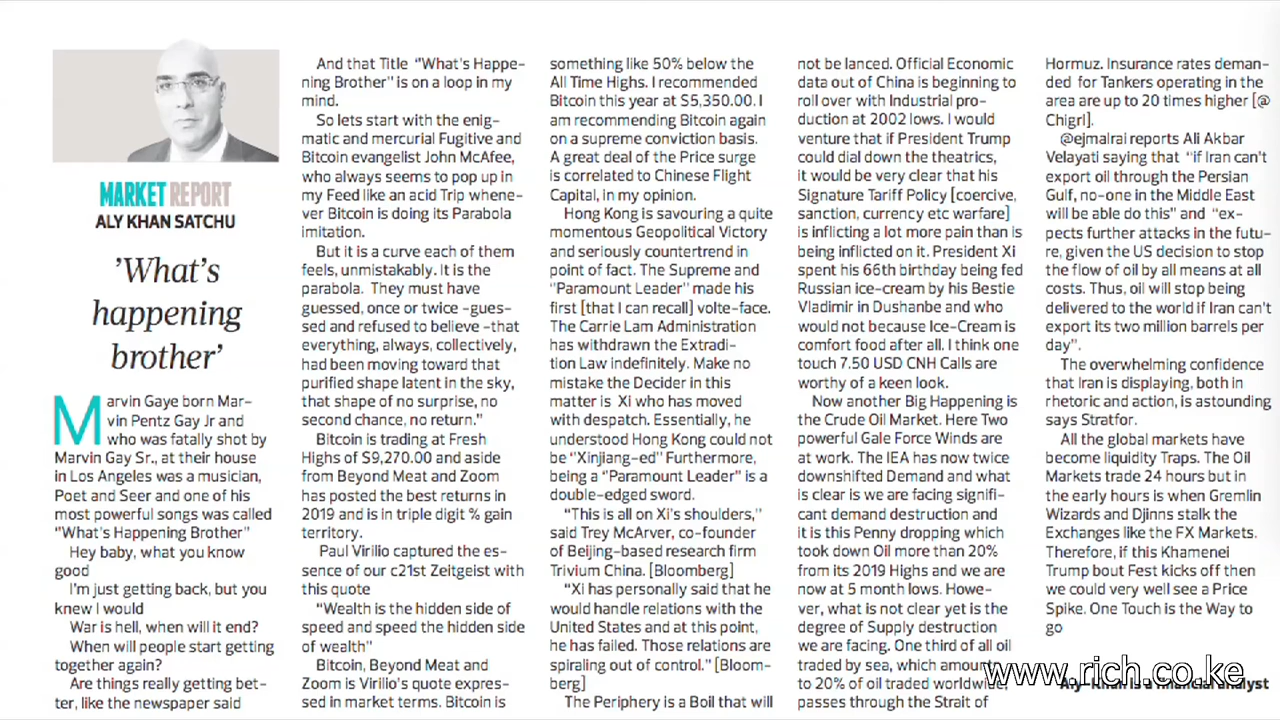 MARKET REPORT
ALY KHAN SATCHU
'What's
happening
brother'
Marvin Gaye born Mar-
vin Pentz Gay Jr and
who was fatally shot by
Marvin Gay Sr., at their house
in Los Angeles was a musician,
Poet and Seer and one of his
most powerful songs was called
"What's Happening Brother"
Hey baby, what you know
good
I'm just getting back, but you
knew I would
War is hell, when will it end?
When will people start getting
together again?
Are things really getting bet-
ter, like the newspaper said
And that Title "What's Happe-
ning Brother" is on a loop in my
mind.
So lets start with the enig-
matic and mercurial Fugitive and
Bitcoin evangelist John McAfee,
who always seems to pop up in
my Feed like an acid Trip whene-
ver Bitcoin is doing its Parabola
imitation.
But it is a curve each of them
feels, unmistakably. It is the
parabola. They must have
guessed, once or twice -gues-
sed and refused to believe -that
everything, always, collectively,
had been moving toward that
purified shape latent in the sky,
that shape of no surprise, no
second chance, no return."
Bitcoin is trading at Fresh
Highs of S9,270.00 and aside
from Beyond Meat and Zoom
has posted the best returns in
2019 and is in triple digit % gain
territory.
Paul Virilio captured the es-
sence of our c21st Zeitgeist with
this quote
"Wealth is the hidden side of
speed and speed the hidden side
of wealth"
Bitcoin, Beyond Meat and
Zoom is Virilio's quote expres-
sed in market terms. Bitcoin is
something like 50% below the
All Time Highs. I recommended
Bitcoin this year at S5,350.00. I
am recommending Bitcoin again
on a supreme conviction basis.
A great deal of the Price surge
is correlated to Chinese Flight
Capital, in my opinion.
Hong Kong is savouring a quite
momentous Geopolitical Victory
and seriously countertrend in
point of fact. The Supreme and
"Paramount Leader" made his
first [that I can recall] volte-face.
The Carrie Lam Administration
has withdrawn the Extradi-
tion Law indefinitely. Make no
mistake the Decider in this
matter is Xi who has moved
with despatch. Essentially, he
understood Hong Kong could not
be "Xinjiang-ed" Furthermore,
being a "Paramount Leader" is a
double-edged sword.
"This is all on Xi's shoulders,"
said Trey McArver, co-founder
of Beijing-based research firm
Trivium China. [Bloomberg]
"Xi has personally said that he
would handle relations with the
United States and at this point,
he has failed. Those relations are
spiraling out of control." [Bloom-
berg]
The Periphery is a Boil that will
not be lanced. Official Economic
data out of China is beginning to
roll over with Industrial pro-
duction at 2002 lows. I would
venture that if President Trump
could dial down the theatrics,
it would be very clear that his
Signature Tariff Policy [coercive,
sanction, currency etc warfare]
is inflicting a lot more pain than is
being inflicted on it. President Xi
spent his 66th birthday being fed
Russian ice-cream by his Bestie
Vladimir in Dushanbe and who
would not because Ice-Cream is
comfort food after all. I think one
touch 7.50 USD CNH Calls are
worthy of a keen look.
Now another Big Happening is
the Crude Oil Market. Here Two
powerful Gale Force Winds are
at work. The IEA has now twice
downshifted Demand and what
is clear is we are facing signifi-
cant demand destruction and
it is this Penny dropping which
took down Oil more than 20%
from its 2019 Highs and we are
now at 5 month lows. Howe-
ver, what is not clear yet is the
degree of Supply destruction
we are facing. One third of all oil
traded by sea, which amounts
to 20% of oil traded worldwide,
passes through the Strait of
Hormuz. Insurance rates deman-
ded for Tankers operating in the
area are up to 20 times higher [@
Chigrl].
@ejmalrai reports Ali Akbar
Velayati saying that "if Iran can't
export oil through the Persian
Gulf, no-one in the Middle East
will be able do this" and "ex-
pects further attacks in the futu-
re, given the US decision to stop
the flow of oil by all means at all
costs. Thus, oil will stop being
delivered to the world if Iran can't
export its two million barrels per
day".
The overwhelming confidence
that Iran is displaying, both in
rhetoric and action, is astounding
says Stratfor.
All the global markets have
become liquidity Traps. The Oil
Markets trade 24 hours but in
the early hours is when Gremlin
Wizards and Djinns stalk the
Exchanges like the FX Markets.
Therefore, if this Khamenei
Trump bout Fest kicks off then
we could very well see a Price
Spike. One Touch is the Way to
go
Aly-Khan is a financial analyst
www.rich.co.ke